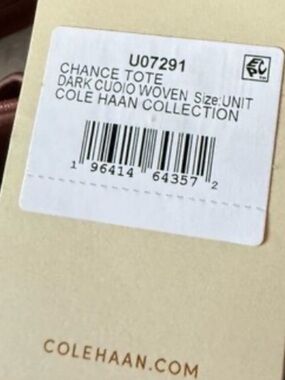 U07291
CHANCE TOTE
DARK CUOIO WOVEN Size:UNIT
COLE HAAN COLLECTION
1 96414 64357 2
COLEHAAN.COM